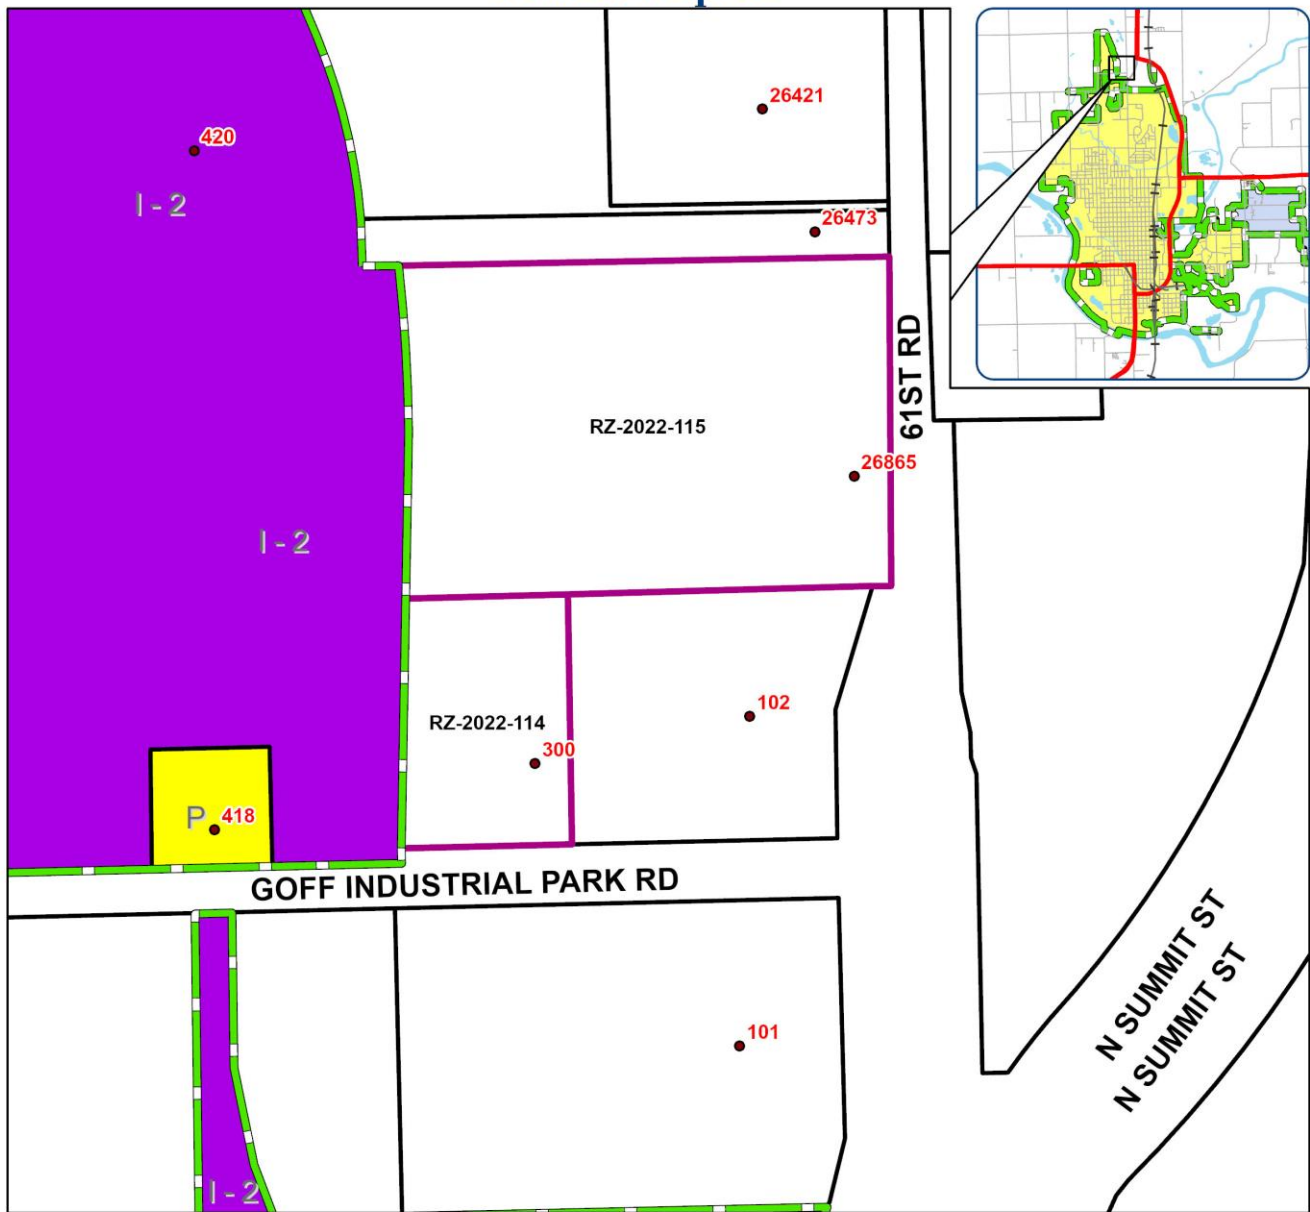 26421
420
I - 2
26473
61ST RD
RZ-2022-115
26865
I - 2
102
RZ-2022-114
300
P
418
GOFF INDUSTRIAL PARK RD
N SUMMIT ST
N SUMMIT ST
101
I - 2